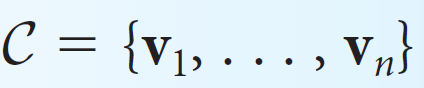 𝒞 = {𝐯₁, . . . , 𝐯ₙ}